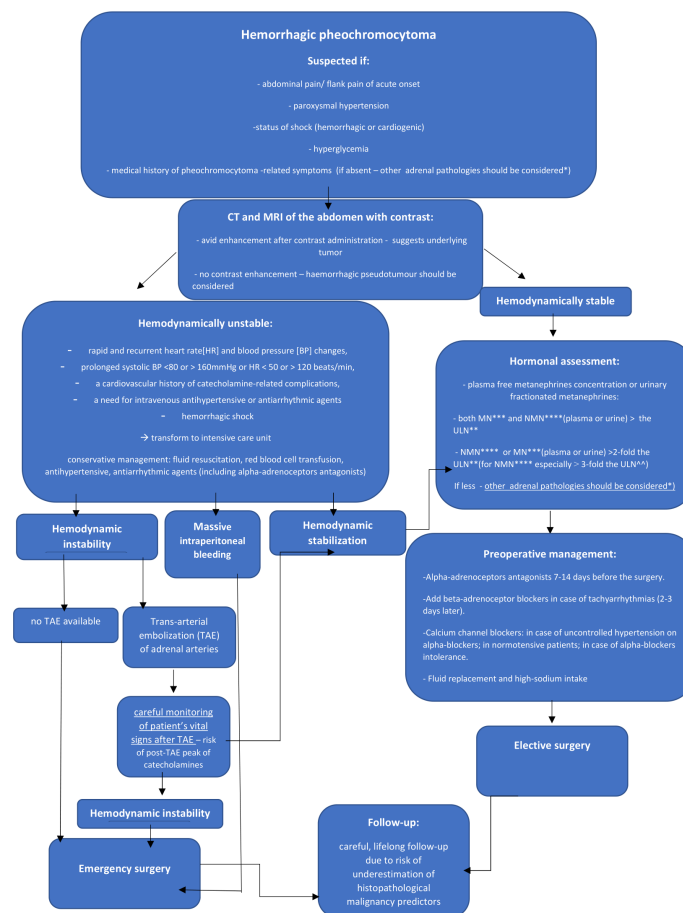 Hemorrhagic pheochromocytoma
Suspected if:
- abdominal pain/ flank pain of acute onset
- paroxysmal hypertension
-status of shock (hemorrhagic or cardiogenic)
- hyperglycemia
- medical history of pheochromocytoma -related symptoms (if absent – other adrenal pathologies should be considered*)
CT and MRI of the abdomen with contrast:
- avid enhancement after contrast administration - suggests underlying
tumor
- no contrast enhancement – haemorrhagic pseudotumour should be
considered
Hemodynamically unstable:
- rapid and recurrent heart rate[HR] and blood pressure [BP] changes,
- prolonged systolic BP <80 or > 160mmHg or HR < 50 or > 120 beats/min,
- a cardiovascular history of catecholamine-related complications,
- a need for intravenous antihypertensive or antiarrhythmic agents
- hemorrhagic shock
→ transform to intensive care unit
conservative management: fluid resuscitation, red blood cell transfusion,
antihypertensive, antiarrhythmic agents (including alpha-adrenoceptors antagonists)
Hemodynamically stable
Hormonal assessment:
- plasma free metanephrines concentration or urinary
fractionated metanephrines:
- both MN*** and NMN****(plasma or urine) > the
ULN**
- NMN**** or MN***(plasma or urine) >2-fold the
ULN**(for NMN**** especially > 3-fold the ULN^^)
If less - other adrenal pathologies should be considered*)
Hemodynamic
instability
Massive
intraperitoneal
bleeding
Hemodynamic
stabilization
Preoperative management:
-Alpha-adrenoceptors antagonists 7-14 days before the surgery.
-Add beta-adrenoceptor blockers in case of tachyarrhythmias (2-3
days later).
-Calcium channel blockers: in case of uncontrolled hypertension on
alpha-blockers; in normotensive patients; in case of alpha-blockers
intolerance.
- Fluid replacement and high-sodium intake
no TAE available
Trans-arterial
embolization (TAE)
of adrenal arteries
careful monitoring
of patient's vital
signs after TAE – risk
of post-TAE peak of
catecholamines
Elective surgery
Hemodynamic instability
Emergency surgery
Follow-up:
careful, lifelong follow-up
due to risk of
underestimation of
histopathological
malignancy predictors